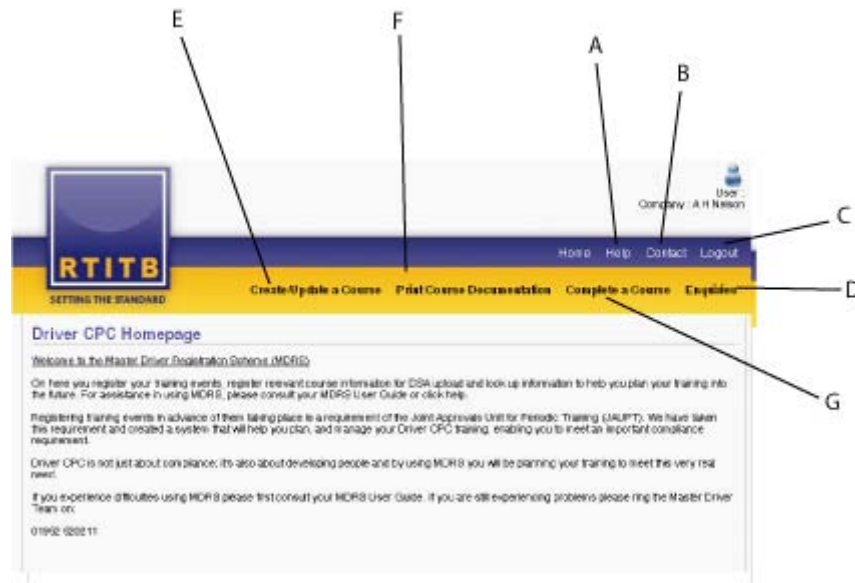 E
F
A
B
User :
Company : A H Nelson
C
Home Help Contact Logout
RTITB
SETTING THE STANDARD
Create/Update a Course Print Course Documentation Complete a Course Enquiries
D
Driver CPC Homepage
Welcome to the Master Driver Registration Scheme (MDRS)
On here you register your training events, register relevant course information for DSA upload and look up information to help you plan your training into
the future. For assistance in using MDRS, please consult your MDRS User Guide or click help.
G
Registering training events in advance of them taking place is a requirement of the Joint Approvals Unit for Periodic Training (JAUPT). We have taken
this requirement and created a system that will help you plan, and manage your Driver CPC training, enabling you to meet an important compliance
requirement.
Driver CPC is not just about compliance; it's also about developing people and by using MDRS you will be planning your training to meet this very real
need.
If you experience difficulties using MDRS please first consult your MDRS User Guide. If you are still experiencing problems please ring the Master Driver
Team on: